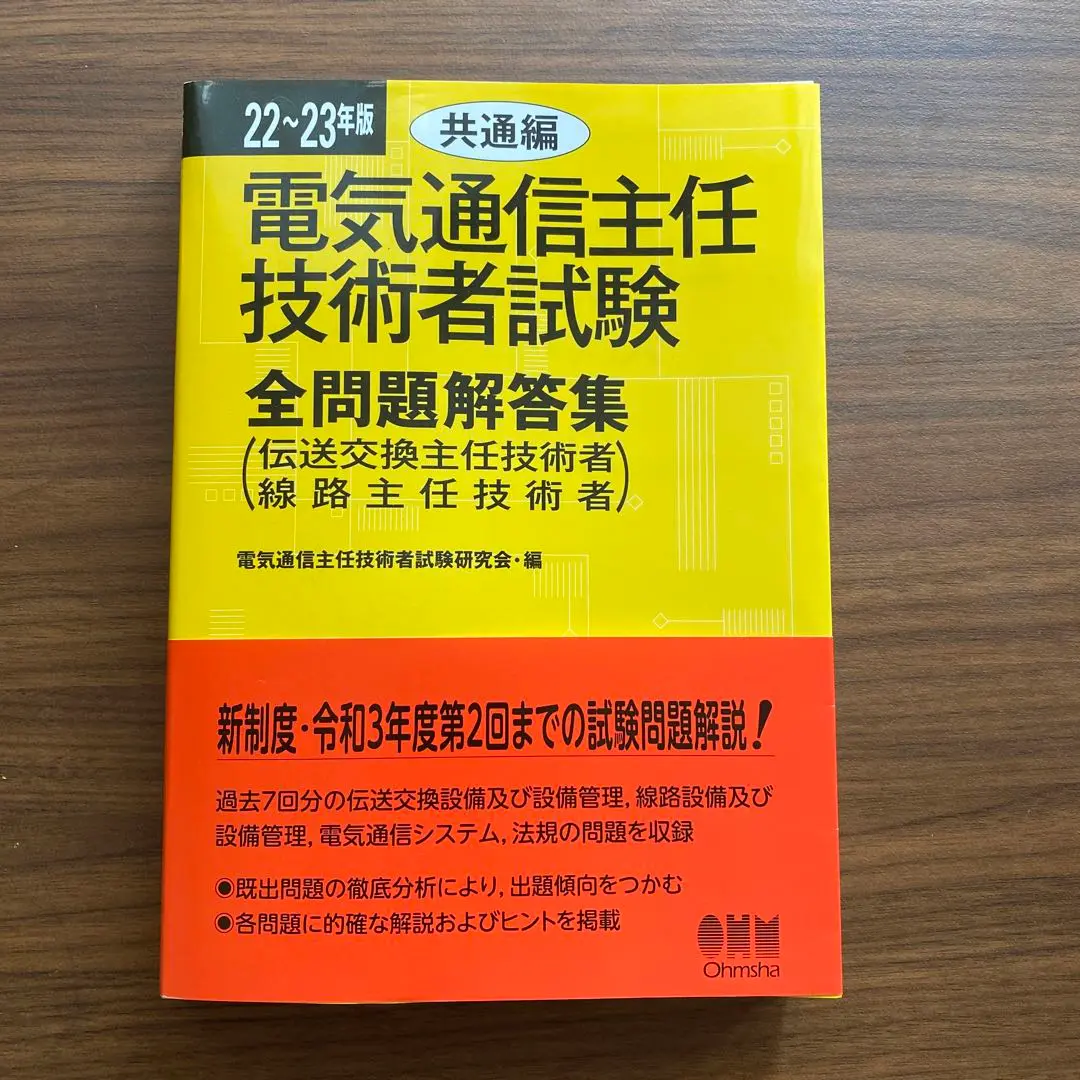 22〜23年版
共通編
電気通信主任
技術者試験
全問題解答集
(伝送交換主任技術者
線路主任技術者)
電気通信主任技術者試験研究会・編
新制度・令和3年度第2回までの試験問題解説!
過去7回分の伝送交換設備及び設備管理, 線路設備及び
設備管理, 電気通信システム, 法規の問題を収録
●既出問題の徹底分析により, 出題傾向をつかむ
●各問題に的確な解説およびヒントを掲載
OHM
Ohmsha